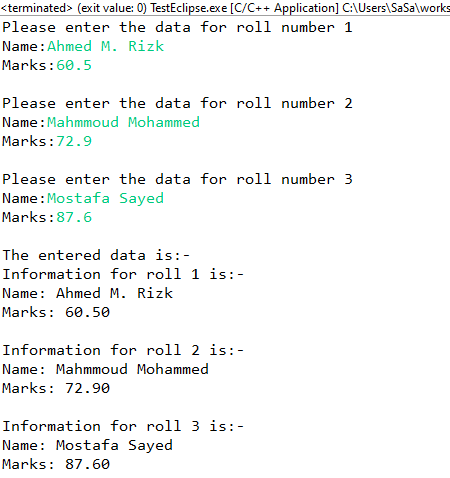 <terminated> (exit value: 0) TestEclipse.exe [C/C++ Application] C:\Users\SaSa\works
Please enter the data for roll number 1
Name:Ahmed M. Rizk
Marks:60.5
Please enter the data for roll number 2
Name:Mahmmoud Mohammed
Marks:72.9
Please enter the data for roll number 3
Name:Mostafa Sayed
Marks:87.6
The entered data is:-
Information for roll 1 is:-
Name: Ahmed M. Rizk
Marks: 60.50
Information for roll 2 is:-
Name: Mahmmoud Mohammed
Marks: 72.90
Information for roll 3 is:-
Name: Mostafa Sayed
Marks: 87.60